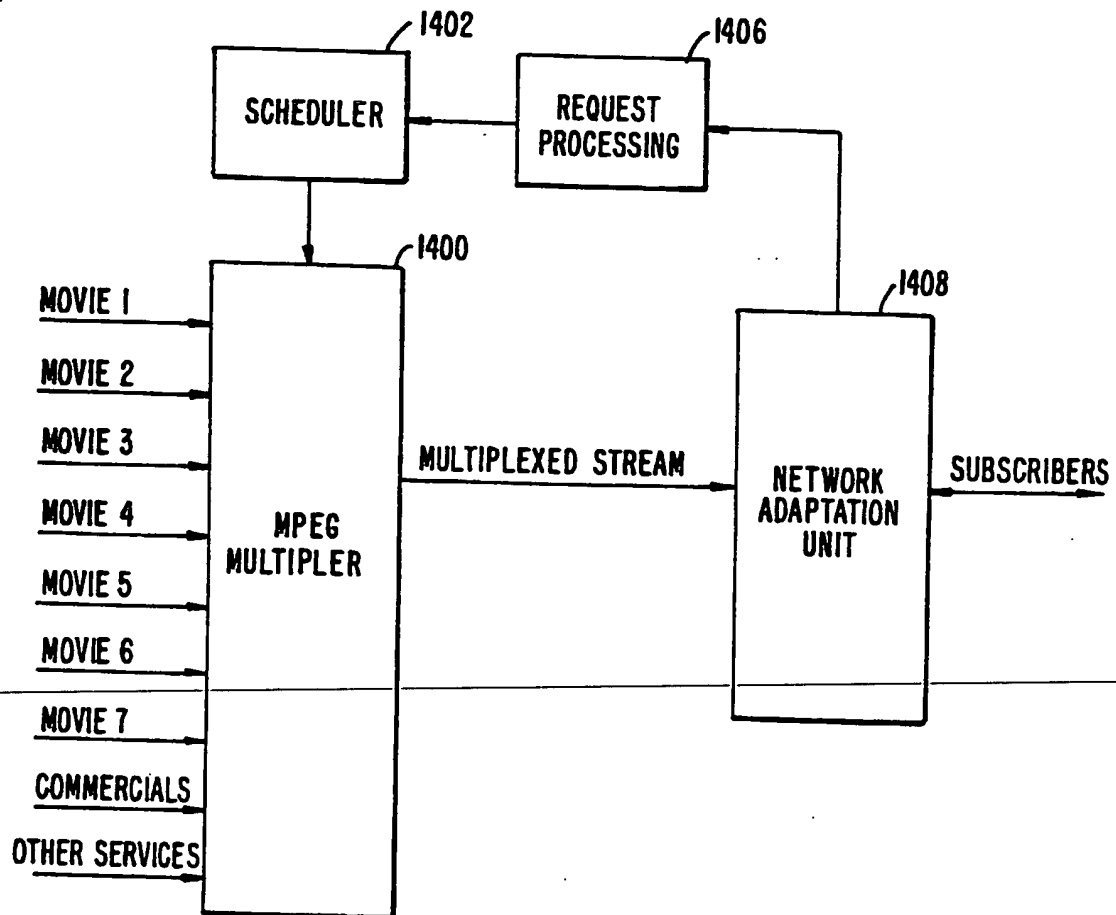 1402
SCHEDULER
1406
REQUEST
PROCESSING
1400
1408
MOVIE 1
MOVIE 2
MOVIE 3
MOVIE 4
MOVIE 5
MOVIE 6
MOVIE 7
COMMERCIALS
OTHER SERVICES
MPEG
MULTIPLER
MULTIPLEXED STREAM
NETWORK
ADAPTATION
UNIT
SUBSCRIBERS